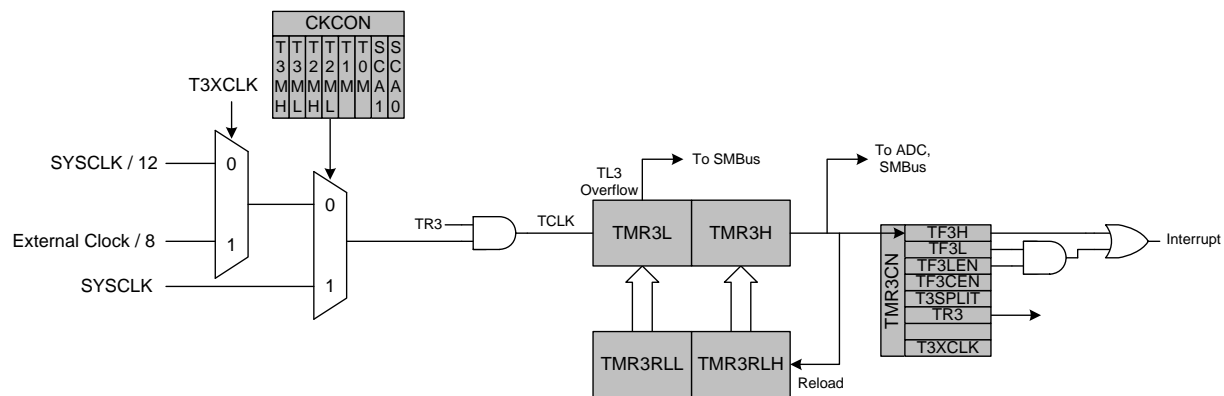 CKCON
T3MH T3ML T2MH T2ML T1M T0M SCA1 SCA0
T3XCLK
SYSCLK / 12
0
1
External Clock / 8
SYSCLK
0
1
TR3
TCLK
TL3
Overflow
To SMBus
To ADC,
SMBus
TMR3L
TMR3H
TMR3RLL
TMR3RLH
Reload
TMR3CN
TF3H
TF3L
TF3LEN
TF3CEN
T3SPLIT
TR3
T3XCLK
Interrupt